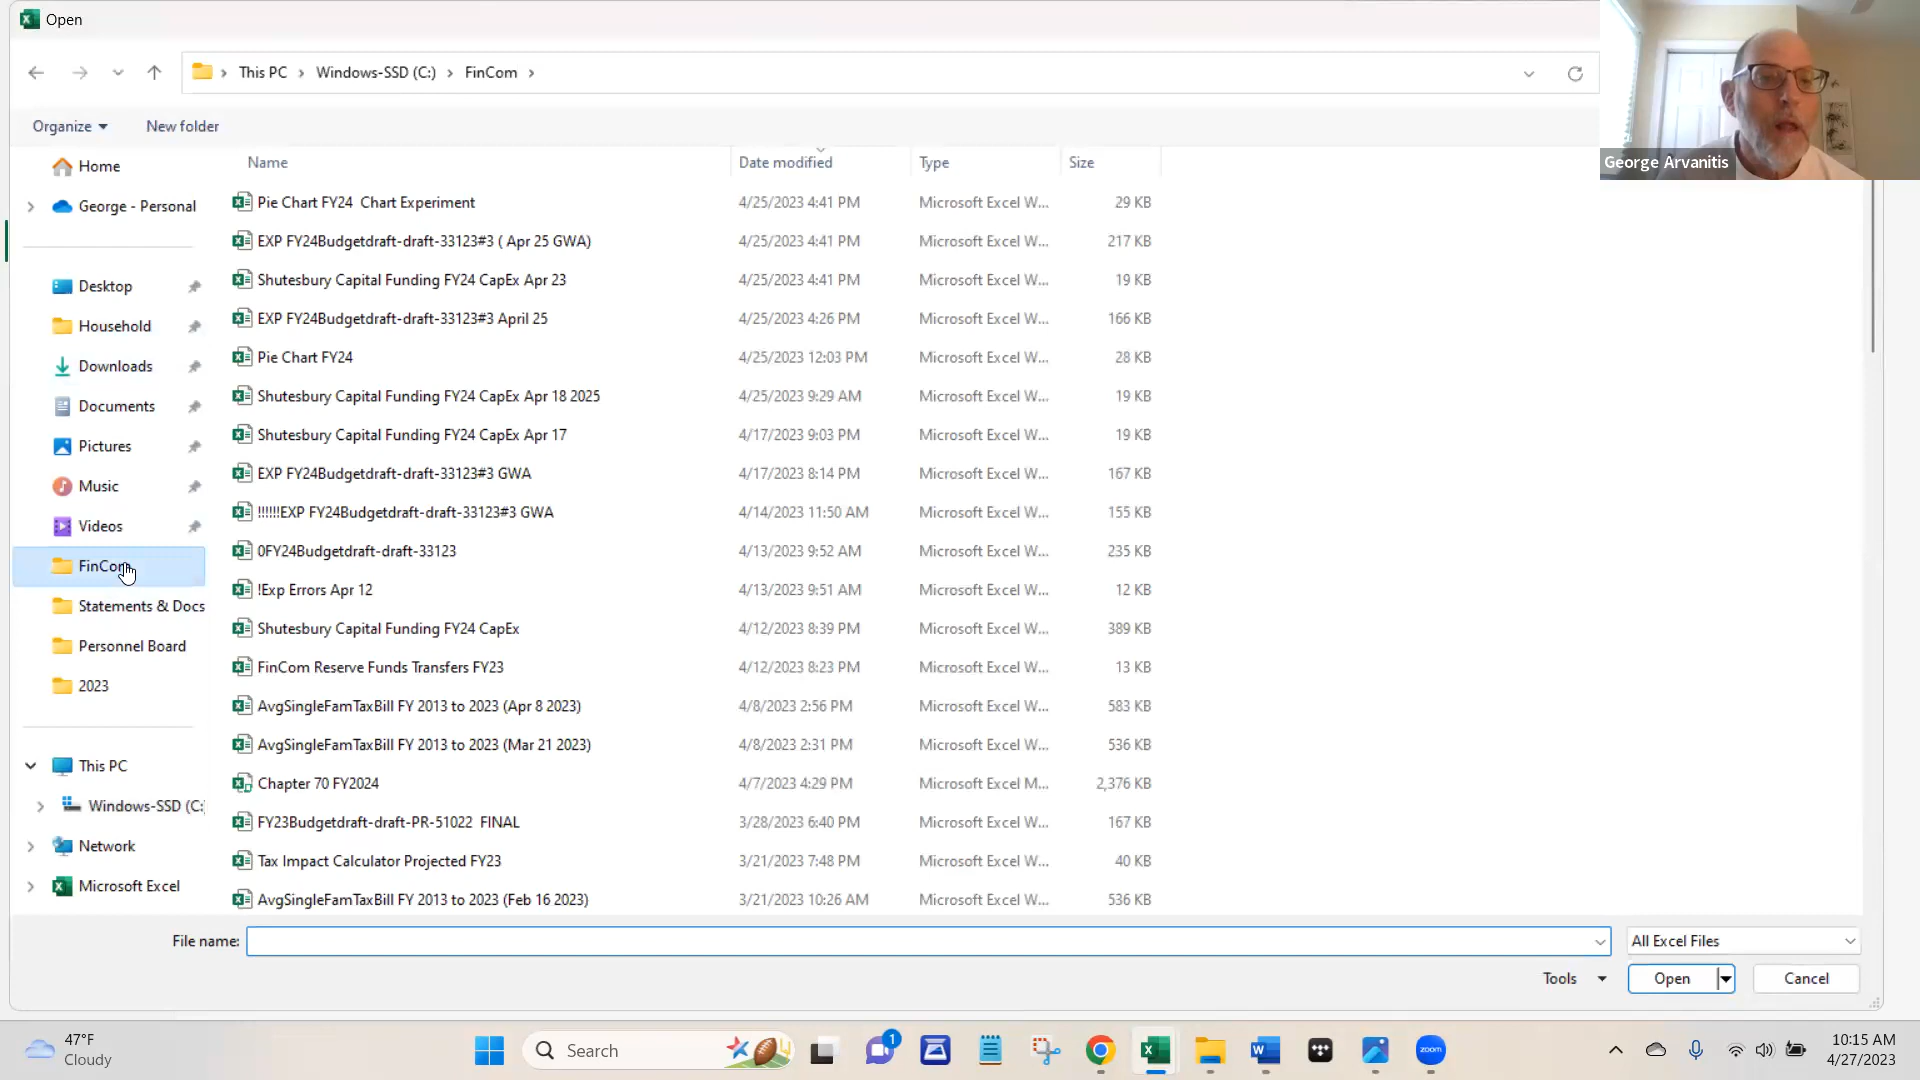 Open
This PC > Windows-SSD (C:) > FinCom >
Organize
New folder
Name
Date modified
Type
Size
George Arvanitis
Home
George - Personal
Desktop
Household
Downloads
Documents
Pictures
Music
Videos
FinCom
Statements & Docs
Personnel Board
2023
This PC
Windows-SSD (C:
Network
Microsoft Excel
Pie Chart FY24  Chart Experiment 4/25/2023 4:41 PM Microsoft Excel W... 29 KB
EXP FY24Budgetdraft-draft-33123#3 ( Apr 25 GWA) 4/25/2023 4:41 PM Microsoft Excel W... 217 KB
Shutesbury Capital Funding FY24 CapEx Apr 23 4/25/2023 4:41 PM Microsoft Excel W... 19 KB
EXP FY24Budgetdraft-draft-33123#3 April 25 4/25/2023 4:26 PM Microsoft Excel W... 166 KB
Pie Chart FY24 4/25/2023 12:03 PM Microsoft Excel W... 28 KB
Shutesbury Capital Funding FY24 CapEx Apr 18 2025 4/25/2023 9:29 AM Microsoft Excel W... 19 KB
Shutesbury Capital Funding FY24 CapEx Apr 17 4/17/2023 9:03 PM Microsoft Excel W... 19 KB
EXP FY24Budgetdraft-draft-33123#3 GWA 4/17/2023 8:14 PM Microsoft Excel W... 167 KB
!!!!!!EXP FY24Budgetdraft-draft-33123#3 GWA 4/14/2023 11:50 AM Microsoft Excel W... 155 KB
0FY24Budgetdraft-draft-33123 4/13/2023 9:52 AM Microsoft Excel W... 235 KB
!Exp Errors Apr 12 4/13/2023 9:51 AM Microsoft Excel W... 12 KB
Shutesbury Capital Funding FY24 CapEx 4/12/2023 8:39 PM Microsoft Excel W... 389 KB
FinCom Reserve Funds Transfers FY23 4/12/2023 8:23 PM Microsoft Excel W... 13 KB
AvgSingleFamTaxBill FY 2013 to 2023 (Apr 8 2023) 4/8/2023 2:56 PM Microsoft Excel W... 583 KB
AvgSingleFamTaxBill FY 2013 to 2023 (Mar 21 2023) 4/8/2023 2:31 PM Microsoft Excel W... 536 KB
Chapter 70 FY2024 4/7/2023 4:29 PM Microsoft Excel M... 2,376 KB
FY23Budgetdraft-draft-PR-51022  FINAL 3/28/2023 6:40 PM Microsoft Excel W... 167 KB
Tax Impact Calculator Projected FY23 3/21/2023 7:48 PM Microsoft Excel W... 40 KB
AvgSingleFamTaxBill FY 2013 to 2023 (Feb 16 2023) 3/21/2023 10:26 AM Microsoft Excel W... 536 KB
File name:
All Excel Files
Tools
Open
Cancel
47°F
Cloudy
Search
1
zoom
10:15 AM
4/27/2023